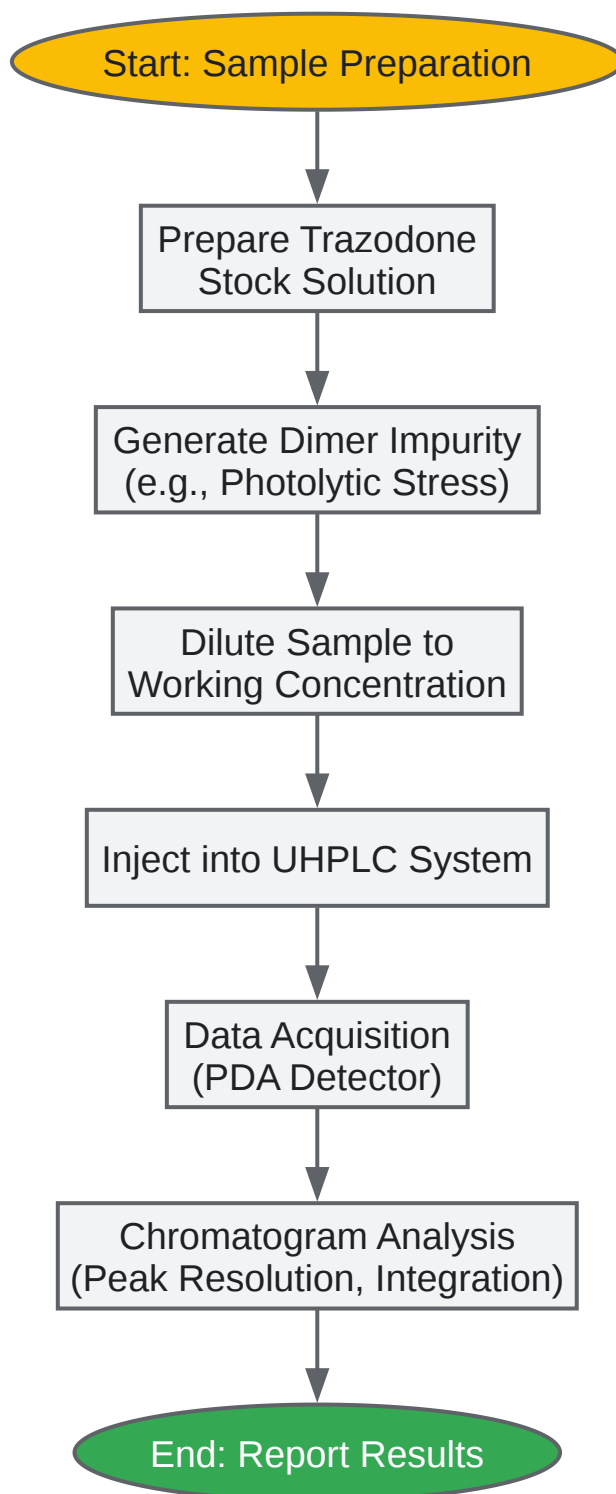 Start: Sample Preparation
Prepare Trazodone
Stock Solution
Generate Dimer Impurity
(e.g., Photolytic Stress)
Dilute Sample to
Working Concentration
Inject into UHPLC System
Data Acquisition
(PDA Detector)
Chromatogram Analysis
(Peak Resolution, Integration)
End: Report Results